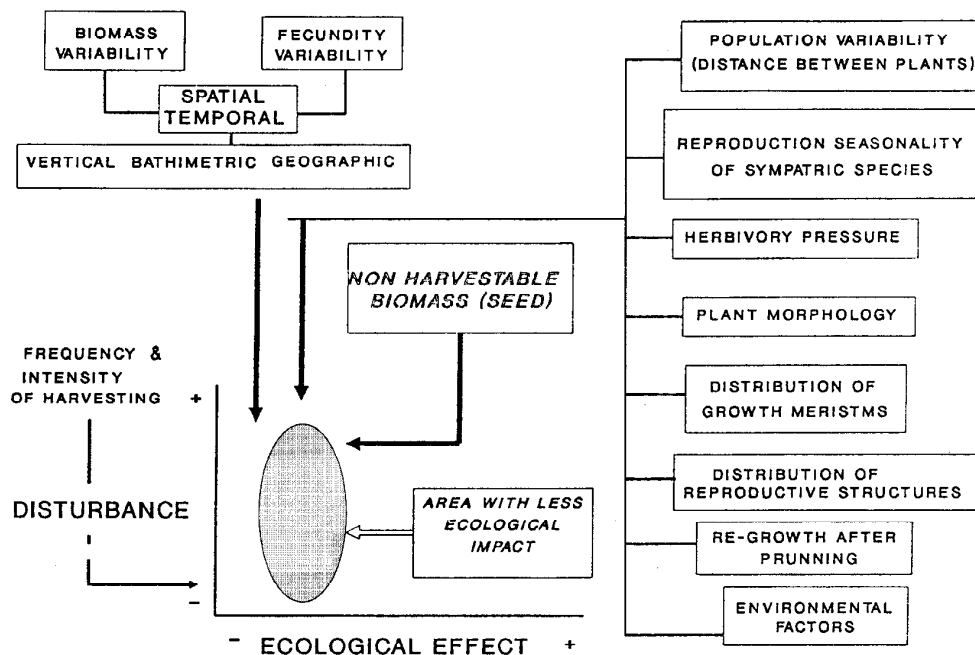 BIOMASS
VARIABILITY
FECUNDITY
VARIABILITY
SPATIAL
TEMPORAL
VERTICAL BATHIMETRIC GEOGRAPHIC
NON HARVESTABLE
BIOMASS (SEED)
FREQUENCY &
INTENSITY
OF HARVESTING
+
DISTURBANCE
-
AREA WITH LESS
ECOLOGICAL
IMPACT
- ECOLOGICAL EFFECT +
POPULATION VARIABILITY
(DISTANCE BETWEEN PLANTS)
REPRODUCTION SEASONALITY
OF SYMPATRIC SPECIES
HERBIVORY PRESSURE
PLANT MORPHOLOGY
DISTRIBUTION OF
GROWTH MERISTMS
DISTRIBUTION OF
REPRODUCTIVE STRUCTURES
RE-GROWTH AFTER
PRUNNING
ENVIRONMENTAL
FACTORS